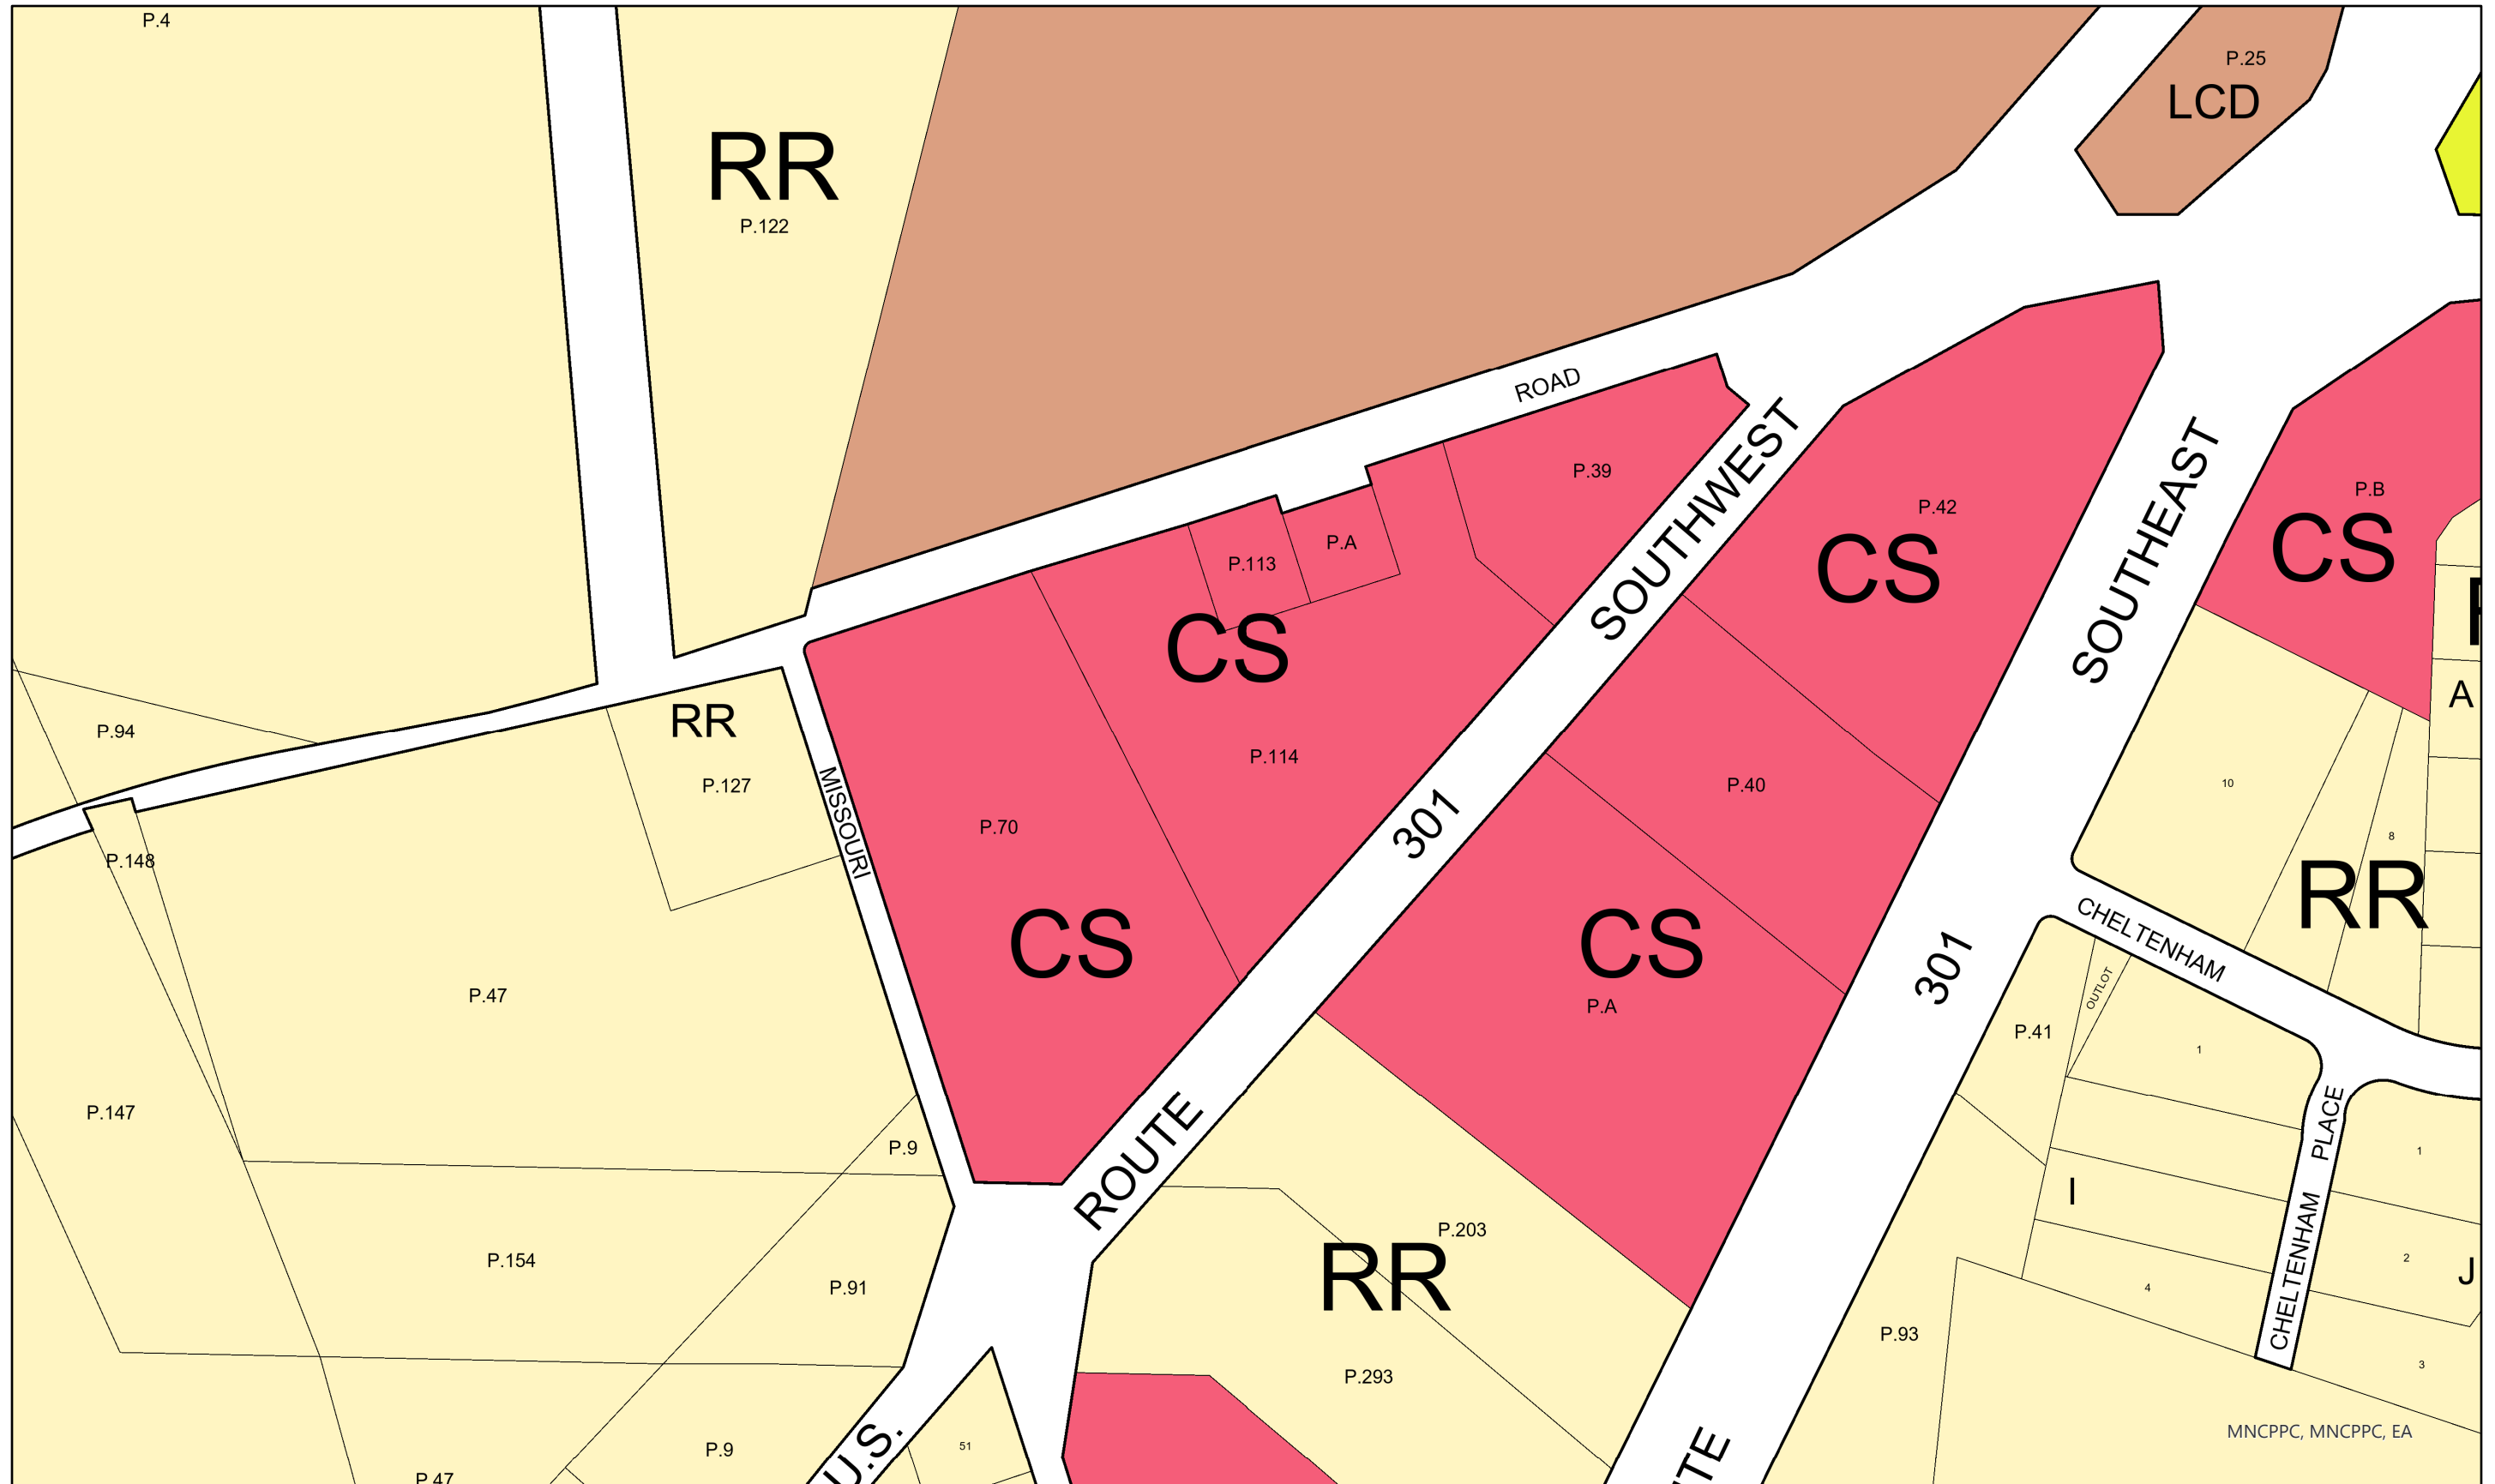 P.4
P.25
LCD
RR
P.122
ROAD
P.39
SOUTHWEST
P.42
CS
SOUTHEAST
P.B
CS
P.113
P.A
CS
A
P.94
RR
P.127
P.114
P.40
10
MISSOURI
P.70
301
8
P.148
RR
CHELTENHAM
CS
CS
301
OUTLOT
P.47
P.A
P.41
1
P.147
ROUTE
P.9
PLACE
1
I
P.203
RR
P.154
P.91
CHELTENHAM
2
J
4
P.93
3
P.293
MNCPPC, MNCPPC, EA
P.9
U.S.
51
P.47
TE